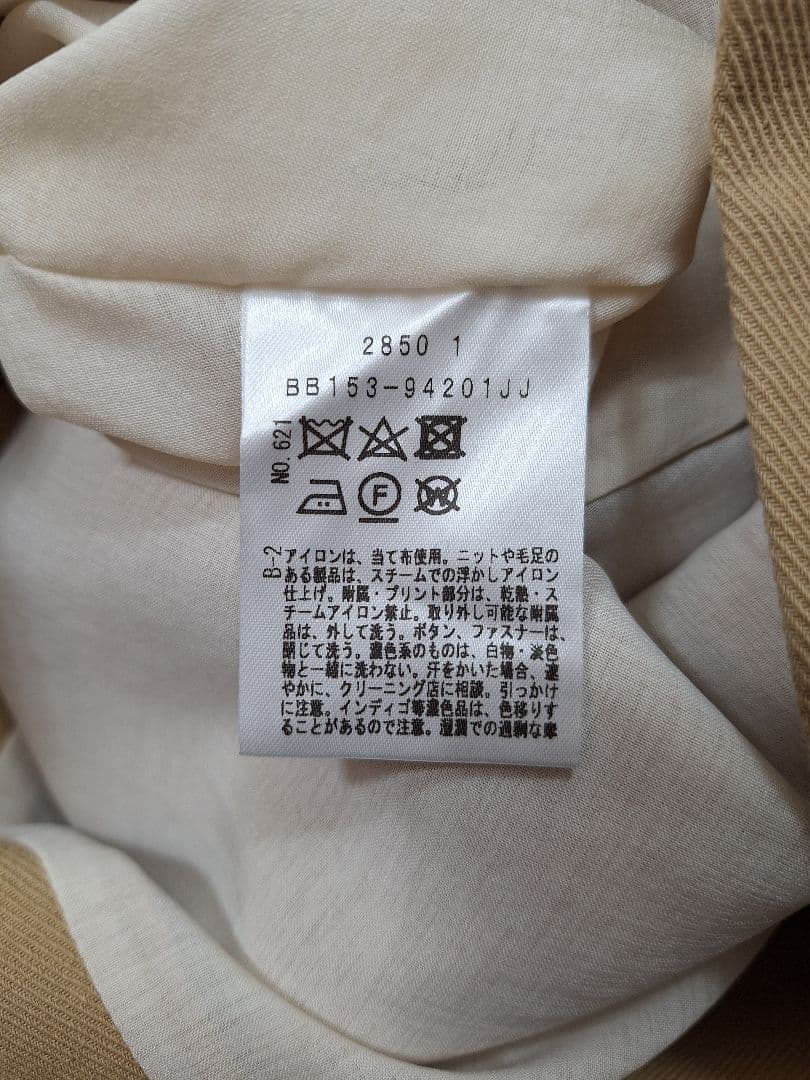 2850 1
BB153-94201JJ
NO.621
F
W
B-2
アイロンは、当て布使用。ニットや毛足の
ある製品は、スチームでの浮かしアイロン
仕上げ。附属・プリント部分は、乾熱・ス
チームアイロン禁止。取り外し可能な附属
品は、外して洗う。ボタン、ファスナーは、
閉じて洗う。濃色系のものは、白物・淡色
物と一緒に洗わない。汗をかいた場合、速
やかに、クリーニング店に相談。引っかけ
に注意。インディゴ等濃色品は、色移りす
ることがあるので注意。湿潤での過剰な摩